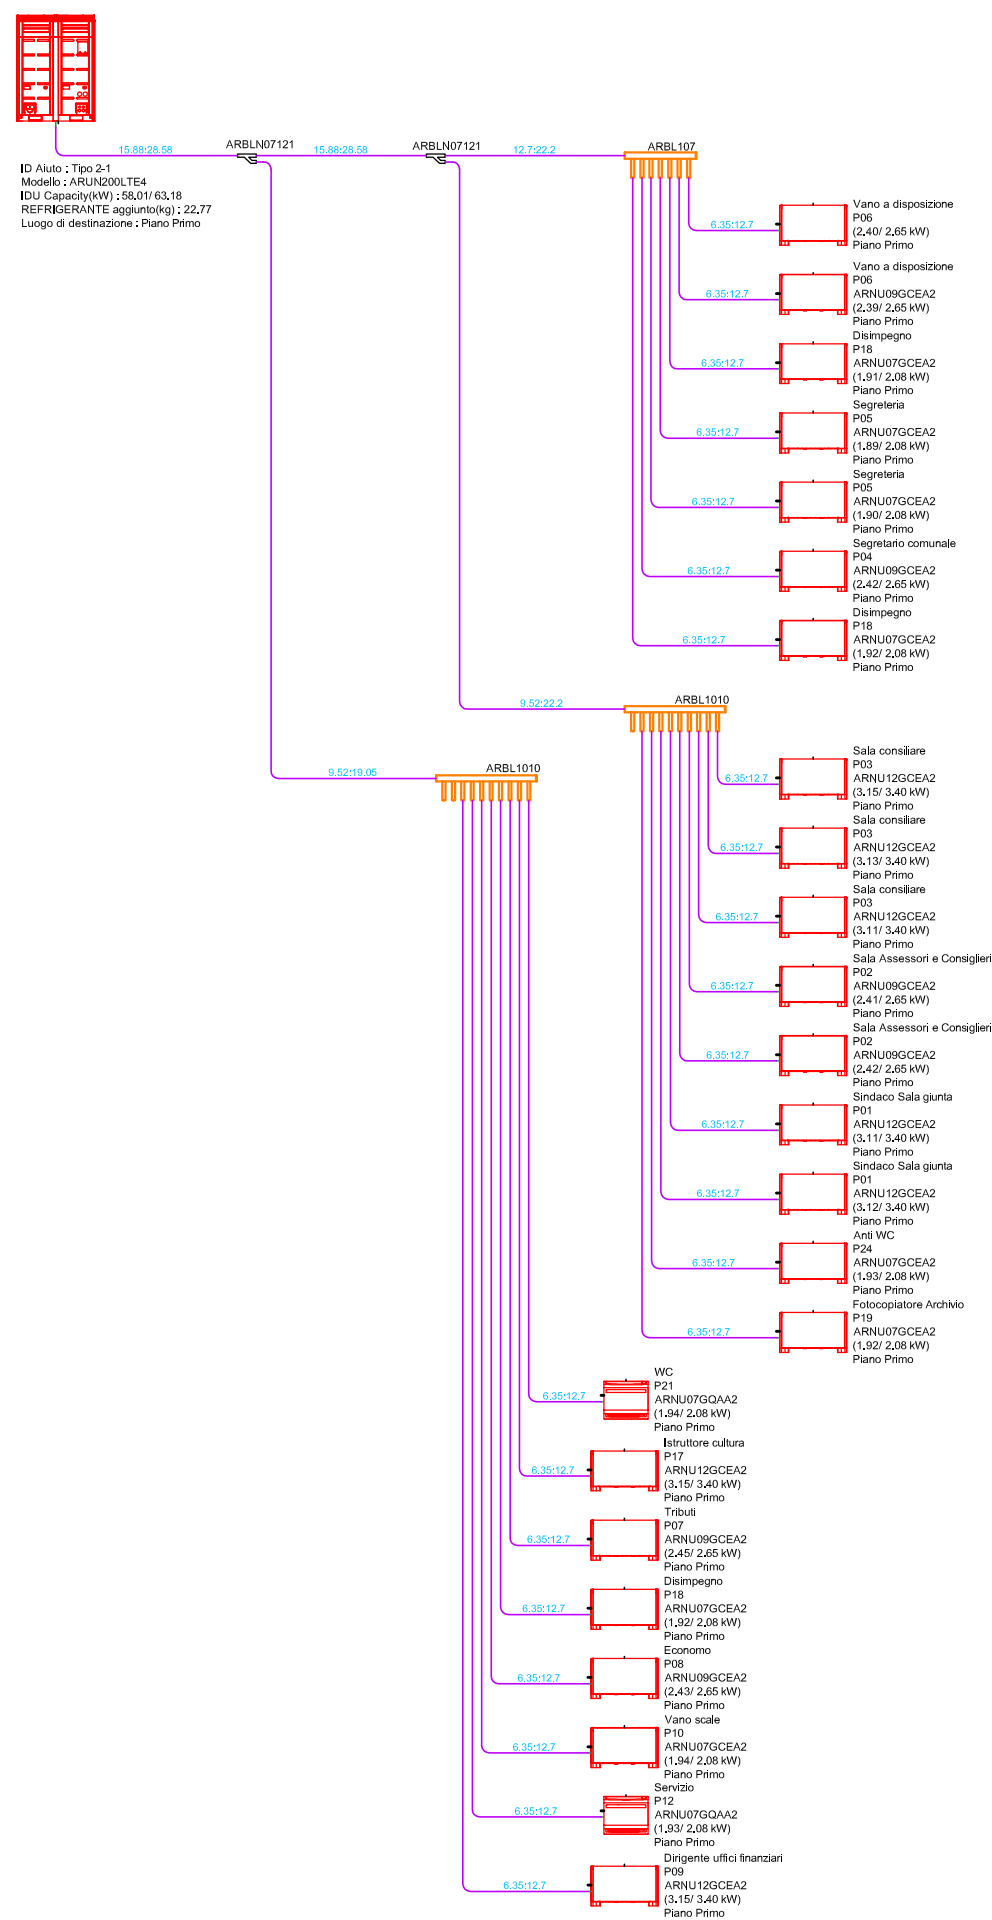 15.88:28.58
ARBLN07121
15.88:28.58
ARBLN07121
12.7:22.2
ARBL107
ID Aiuto : Tipo 2-1
Modello : ARUN200LTE4
IDU Capacity(kW) : 58.01/ 63.18
REFRIGERANTE aggiunto(kg) : 22.77
Luogo di destinazione : Piano Primo
6.35:12.7
Vano a disposizione
P06
(2.40/ 2.65 kW)
Piano Primo
6.35:12.7
Vano a disposizione
P06
ARNU09GCEA2
(2.39/ 2.65 kW)
Piano Primo
6.35:12.7
Disimpegno
P18
ARNU07GCEA2
(1.91/ 2.08 kW)
Piano Primo
6.35:12.7
Segreteria
P05
ARNU07GCEA2
(1.89/ 2.08 kW)
Piano Primo
6.35:12.7
Segreteria
P05
ARNU07GCEA2
(1.90/ 2.08 kW)
Piano Primo
6.35:12.7
Segretario comunale
P04
ARNU09GCEA2
(2.42/ 2.65 kW)
Piano Primo
6.35:12.7
Disimpegno
P18
ARNU07GCEA2
(1.92/ 2.08 kW)
Piano Primo
9.52:22.2
ARBL1010
6.35:12.7
Sala consiliare
P03
ARNU12GCEA2
(3.15/ 3.40 kW)
Piano Primo
6.35:12.7
Sala consiliare
P03
ARNU12GCEA2
(3.13/ 3.40 kW)
Piano Primo
6.35:12.7
Sala consiliare
P03
ARNU12GCEA2
(3.11/ 3.40 kW)
Piano Primo
6.35:12.7
Sala Assessori e Consiglieri
P02
ARNU09GCEA2
(2.41/ 2.65 kW)
Piano Primo
6.35:12.7
Sala Assessori e Consiglieri
P02
ARNU09GCEA2
(2.42/ 2.65 kW)
Piano Primo
6.35:12.7
Sindaco Sala giunta
P01
ARNU12GCEA2
(3.11/ 3.40 kW)
Piano Primo
6.35:12.7
Sindaco Sala giunta
P01
ARNU12GCEA2
(3.12/ 3.40 kW)
Piano Primo
6.35:12.7
Anti WC
P24
ARNU07GCEA2
(1.93/ 2.08 kW)
Piano Primo
6.35:12.7
Fotocopiatore Archivio
P19
ARNU07GCEA2
(1.92/ 2.08 kW)
Piano Primo
9.52:19.05
ARBL1010
6.35:12.7
WC
P21
ARNU07GQAA2
(1.94/ 2.08 kW)
Piano Primo
6.35:12.7
Istruttore cultura
P17
ARNU12GCEA2
(3.15/ 3.40 kW)
Piano Primo
6.35:12.7
Tributi
P07
ARNU09GCEA2
(2.45/ 2.65 kW)
Piano Primo
6.35:12.7
Disimpegno
P18
ARNU07GCEA2
(1.92/ 2.08 kW)
Piano Primo
6.35:12.7
Economo
P08
ARNU09GCEA2
(2.43/ 2.65 kW)
Piano Primo
6.35:12.7
Vano scale
P10
ARNU07GCEA2
(1.94/ 2.08 kW)
Piano Primo
6.35:12.7
Servizio
P12
ARNU07GQAA2
(1.93/ 2.08 kW)
Piano Primo
6.35:12.7
Dirigente uffici finanziari
P09
ARNU12GCEA2
(3.15/ 3.40 kW)
Piano Primo